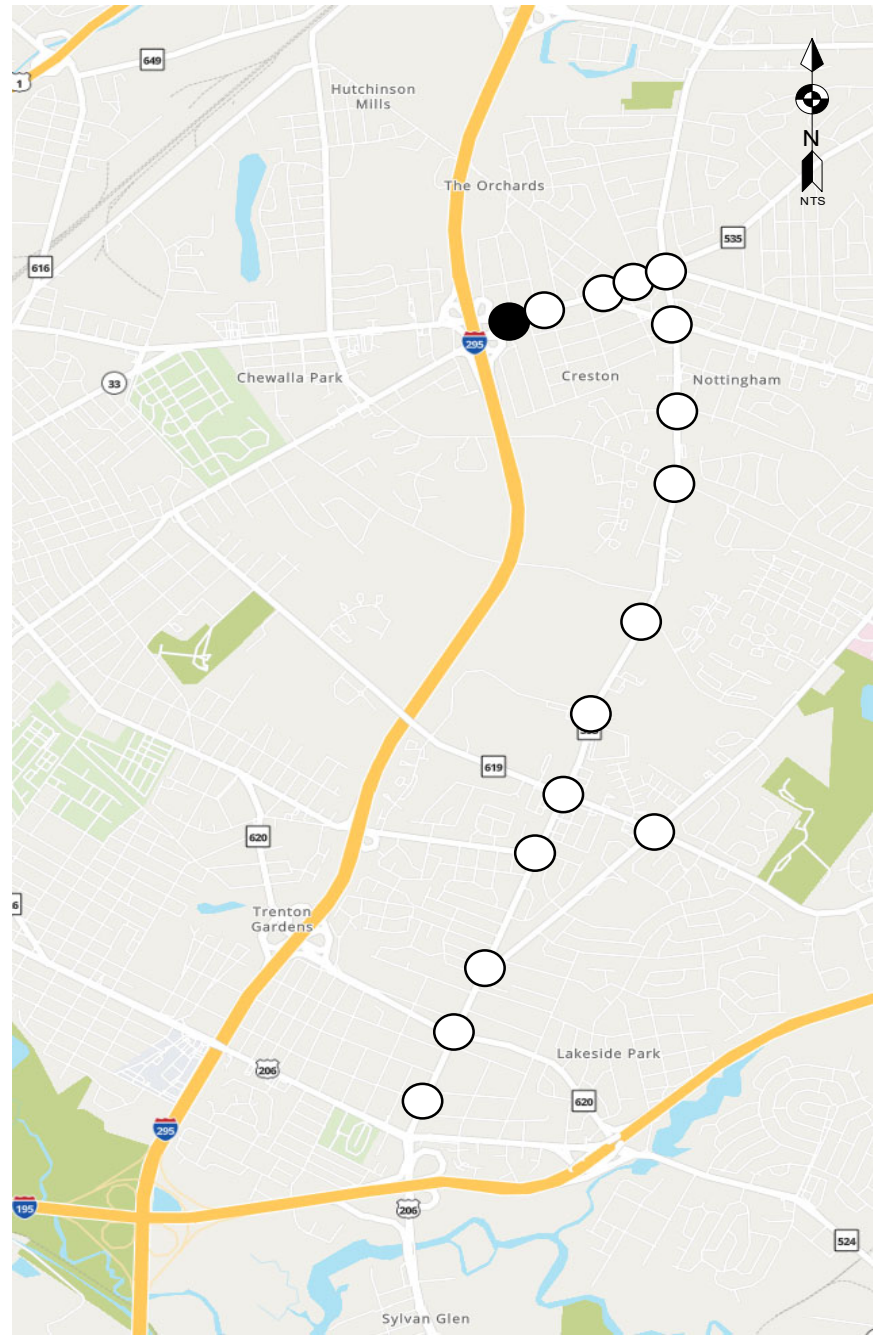 649
1
Hutchinson
Mills
N
NTS
The Orchards
535
616
295
33
Chewalla Park
Creston
Nottingham
619
620
6
Trenton
Gardens
206
Lakeside Park
620
295
195
206
524
Sylvan Glen